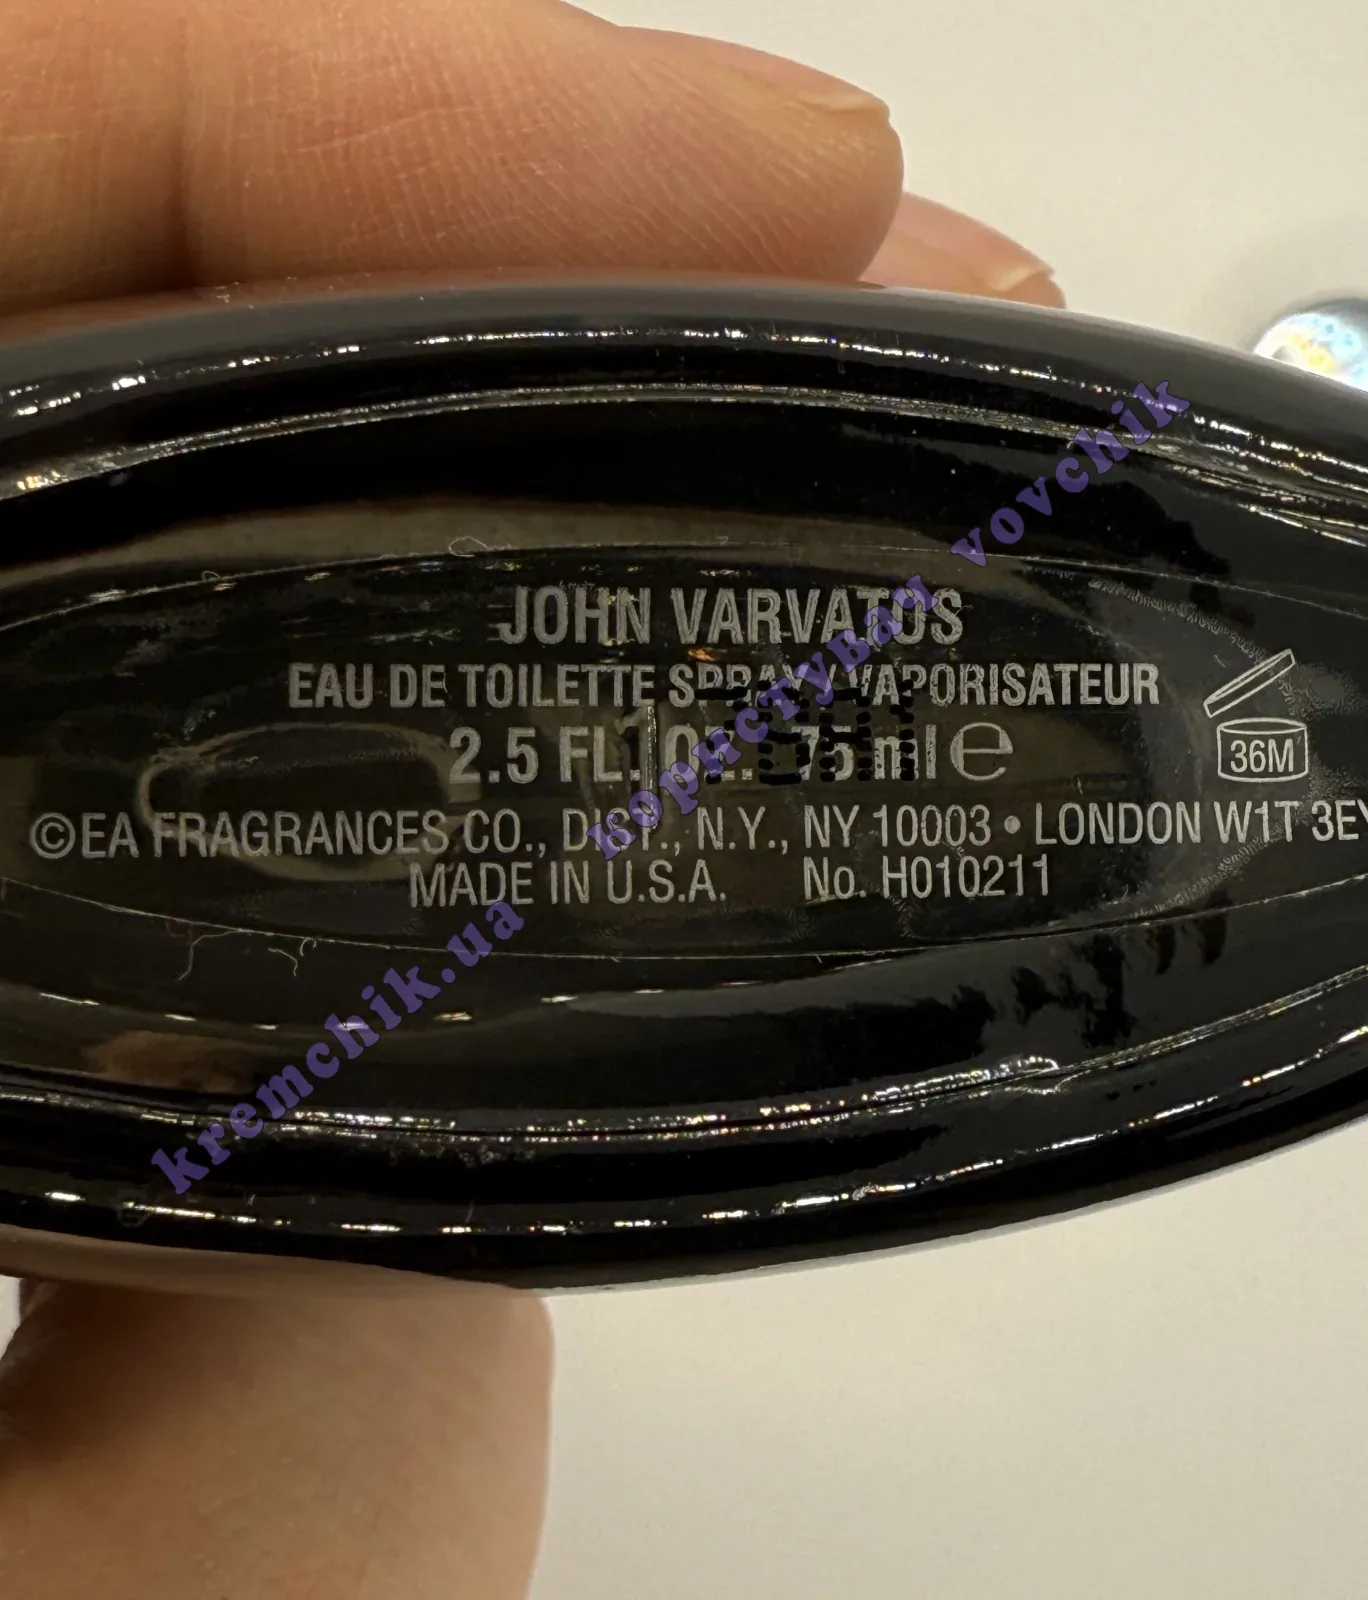 JOHN VARVATOS
EAU DE TOILETTE SPRAY / VAPORISATEUR
2.5 FL. OZ. 75 ml e
36M
©EA FRAGRANCES CO., DIST., N.Y., NY 10003 • LONDON W1T 3EY
MADE IN U.S.A. No. H010211
kremchik.ua
користувач vovchik